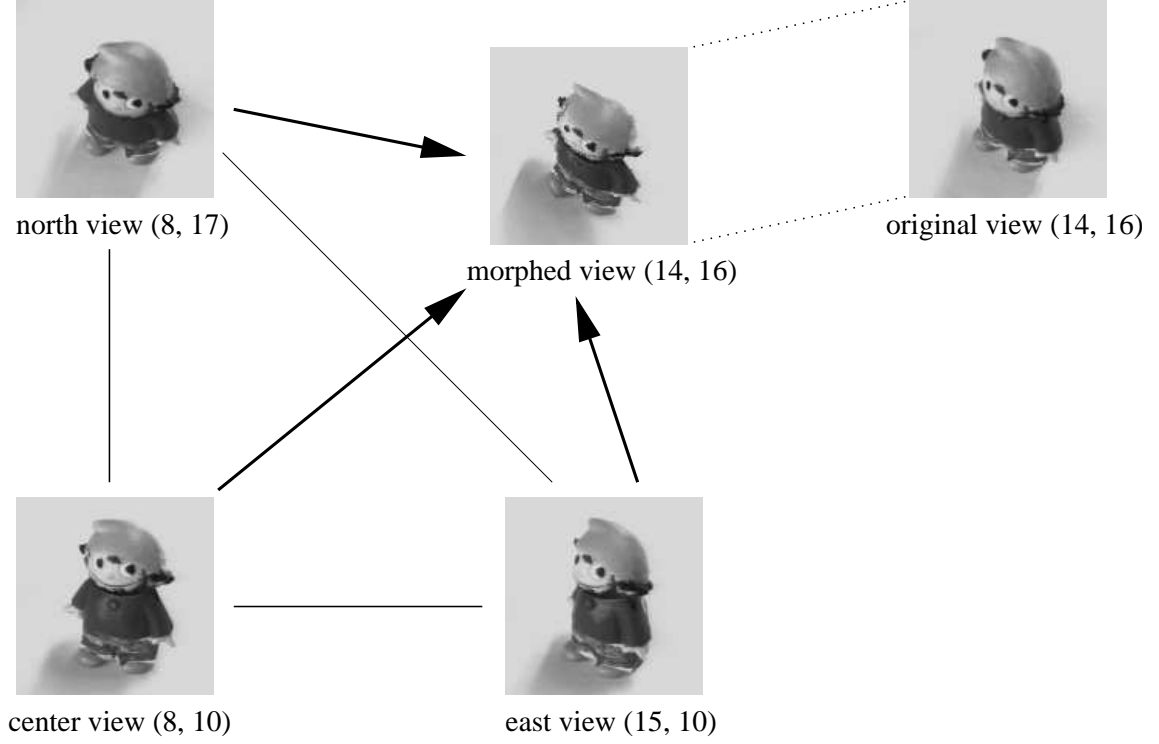 north view (8, 17)
morphed view (14, 16)
original view (14, 16)
center view (8, 10)
east view (15, 10)